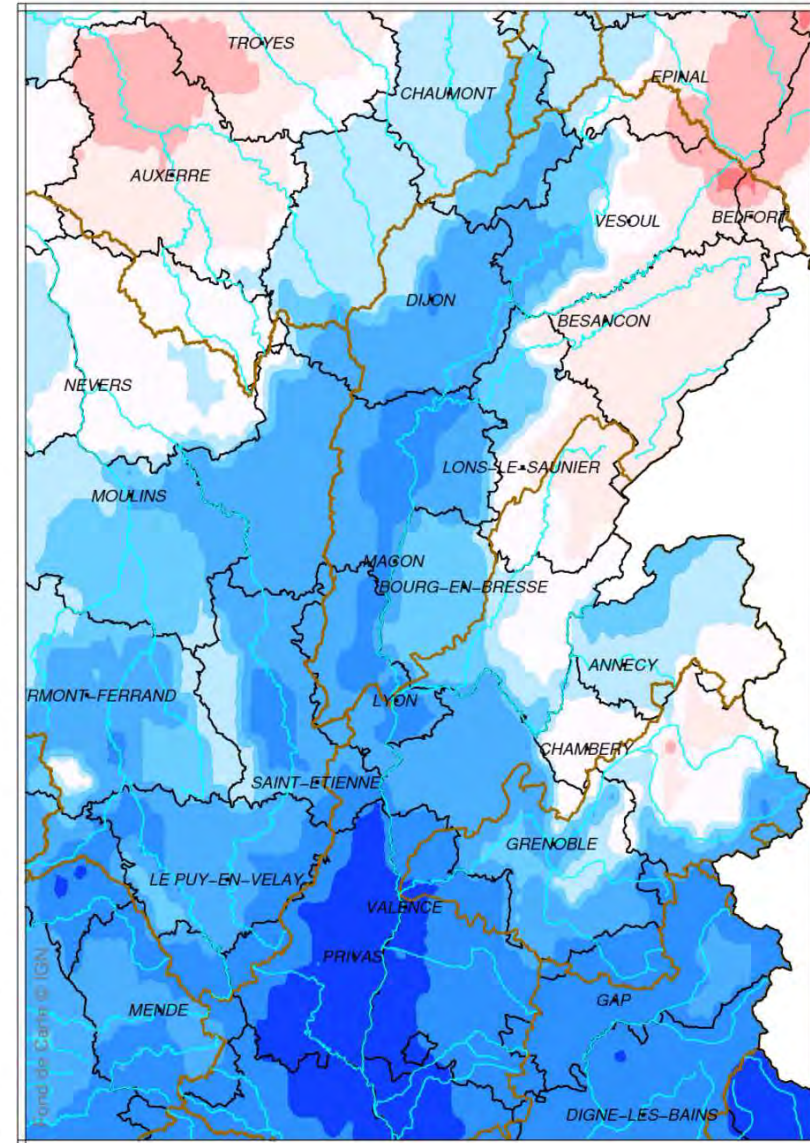 TROYES
EPINAL
CHAUMONT
AUXERRE
VESOUL
BELFORT
DIJON
BESANCON
NEVERS
LONS-LE-SAUNIER
MOULINS
MACON
BOURG-EN-BRESSE
ANNECY
RMONT-FERRAND
LYON
CHAMBERY
SAINT-ETIENNE
GRENOBLE
LE PUY-EN-VELAY
VALENCE
PRIVAS
GAP
MENDE
DIGNE-LES-BAINS
Fond de Carte © IGN